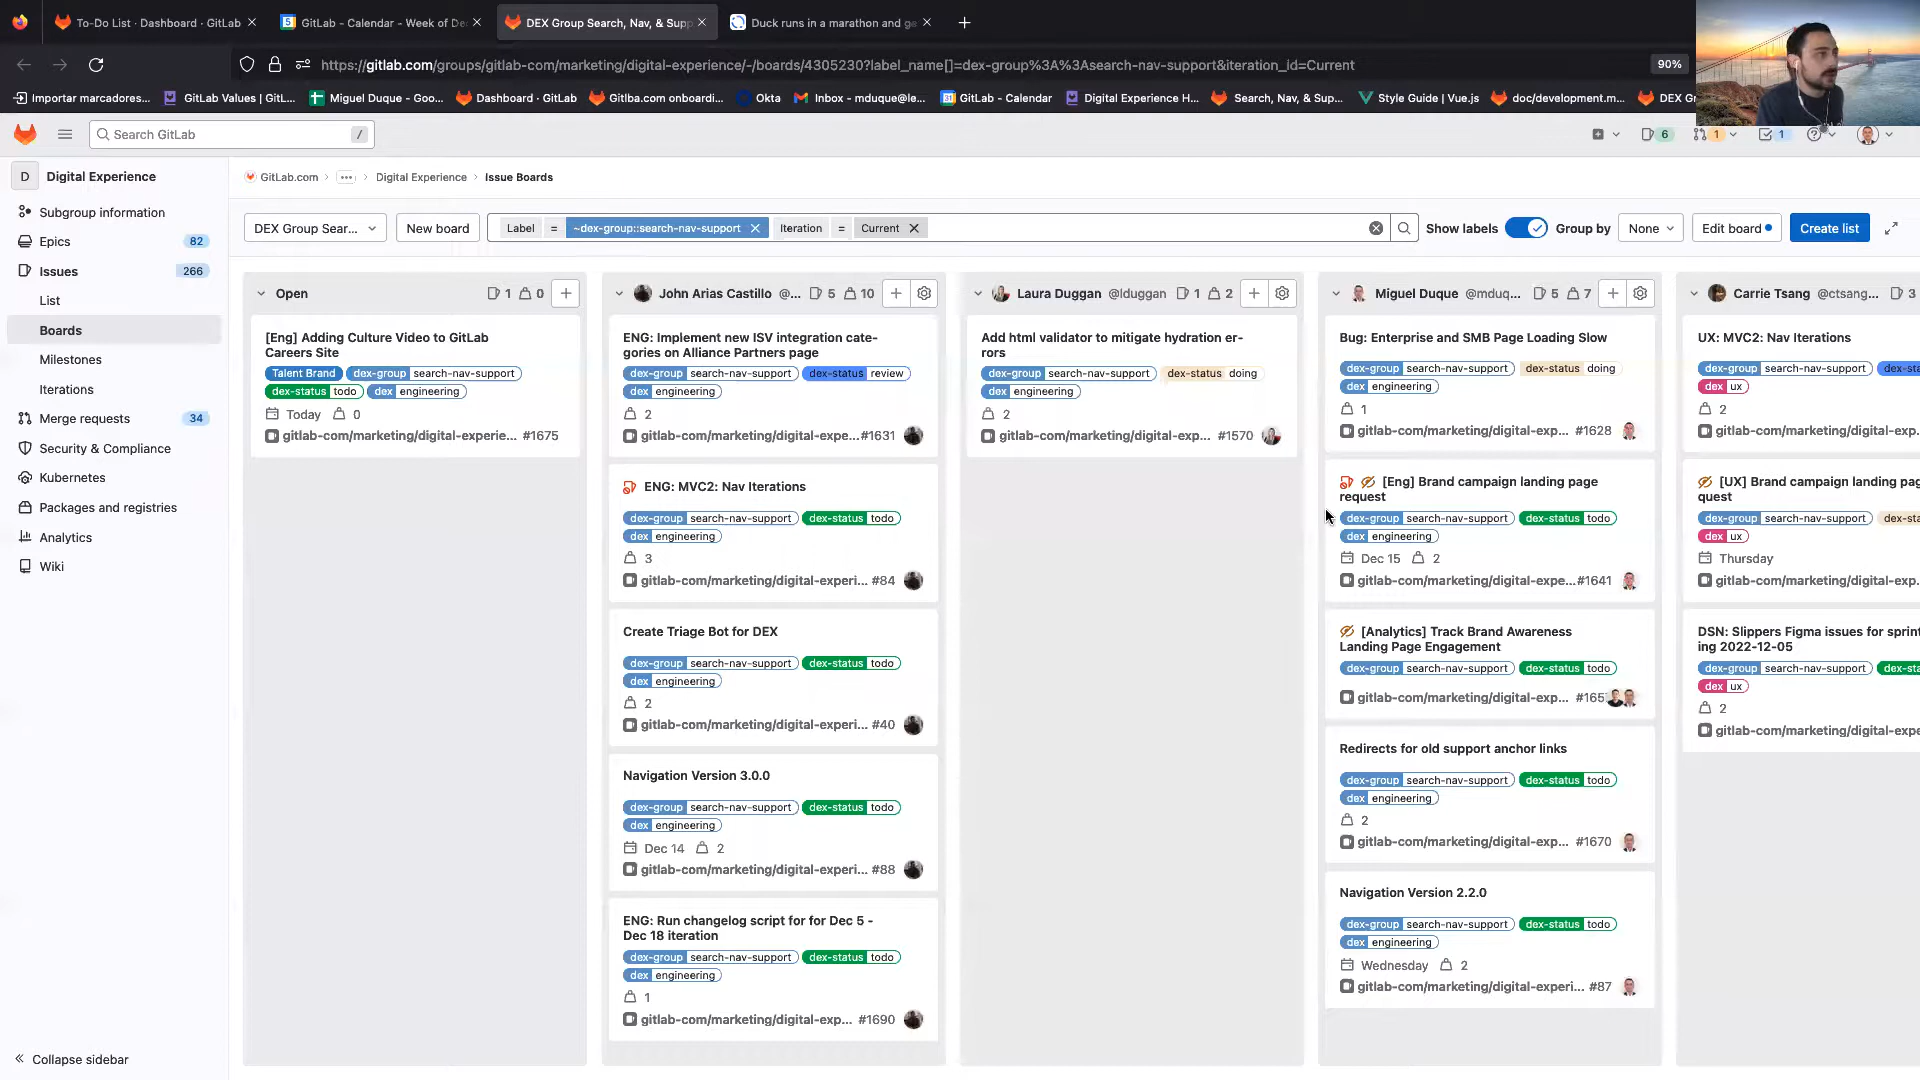 To-Do List · Dashboard · GitLab
GitLab - Calendar - Week of De
DEX Group Search, Nav, & Supp
Duck runs in a marathon and ge
https://gitlab.com/groups/gitlab-com/marketing/digital-experience/-/boards/4305230?label_name[]=dex-group%3A%3Asearch-nav-support&iteration_id=Current
90%
Importar marcadores...
GitLab Values | GitL...
Miguel Duque - Goo...
Dashboard · GitLab
Gitlba.com onboardi...
Okta
Inbox - mduque@le...
GitLab - Calendar
Digital Experience H...
Search, Nav, & Sup...
Style Guide | Vue.js
doc/development.m...
DEX Gr
Search GitLab
/
6
1
1
D
Digital Experience
Subgroup information
Epics 82
Issues 266
List
Boards
Milestones
Iterations
Merge requests 34
Security & Compliance
Kubernetes
Packages and registries
Analytics
Wiki
Collapse sidebar
GitLab.com › ... › Digital Experience › Issue Boards
DEX Group Sear...
New board
Label = ~dex-group::search-nav-support
Iteration = Current
Show labels
Group by
None
Edit board
Create list
Open 1 0
[Eng] Adding Culture Video to GitLab
Careers Site
Talent Brand dex-group search-nav-support
dex-status todo dex engineering
Today 0
gitlab-com/marketing/digital-experie... #1675
John Arias Castillo @... 5 10
ENG: Implement new ISV integration cate-
gories on Alliance Partners page
dex-group search-nav-support dex-status review
dex engineering
2
gitlab-com/marketing/digital-expe...#1631
ENG: MVC2: Nav Iterations
dex-group search-nav-support dex-status todo
dex engineering
3
gitlab-com/marketing/digital-experi... #84
Create Triage Bot for DEX
dex-group search-nav-support dex-status todo
dex engineering
2
gitlab-com/marketing/digital-experi... #40
Navigation Version 3.0.0
dex-group search-nav-support dex-status todo
dex engineering
Dec 14 2
gitlab-com/marketing/digital-experi... #88
ENG: Run changelog script for for Dec 5 -
Dec 18 iteration
dex-group search-nav-support dex-status todo
dex engineering
1
gitlab-com/marketing/digital-exp... #1690
Laura Duggan @lduggan 1 2
Add html validator to mitigate hydration er-
rors
dex-group search-nav-support dex-status doing
dex engineering
2
gitlab-com/marketing/digital-exp... #1570
Miguel Duque @mduq... 5 7
Bug: Enterprise and SMB Page Loading Slow
dex-group search-nav-support dex-status doing
dex engineering
1
gitlab-com/marketing/digital-exp... #1628
[Eng] Brand campaign landing page
request
dex-group search-nav-support dex-status todo
dex engineering
Dec 15 2
gitlab-com/marketing/digital-expe...#1641
[Analytics] Track Brand Awareness
Landing Page Engagement
dex-group search-nav-support dex-status todo
gitlab-com/marketing/digital-exp...
Redirects for old support anchor links
dex-group search-nav-support dex-status todo
dex engineering
2
gitlab-com/marketing/digital-exp... #1670
Navigation Version 2.2.0
dex-group search-nav-support dex-status todo
dex engineering
Wednesday 2
gitlab-com/marketing/digital-experi... #87
Carrie Tsang @ctsang... 3
UX: MVC2: Nav Iterations
dex-group search-nav-support dex-sta
dex ux
2
gitlab-com/marketing/digital-exp.
[UX] Brand campaign landing pag
quest
dex-group search-nav-support dex-sta
dex ux
Thursday
gitlab-com/marketing/digital-exp.
DSN: Slippers Figma issues for sprint
ing 2022-12-05
dex-group search-nav-support dex-sta
dex ux
2
gitlab-com/marketing/digital-expe